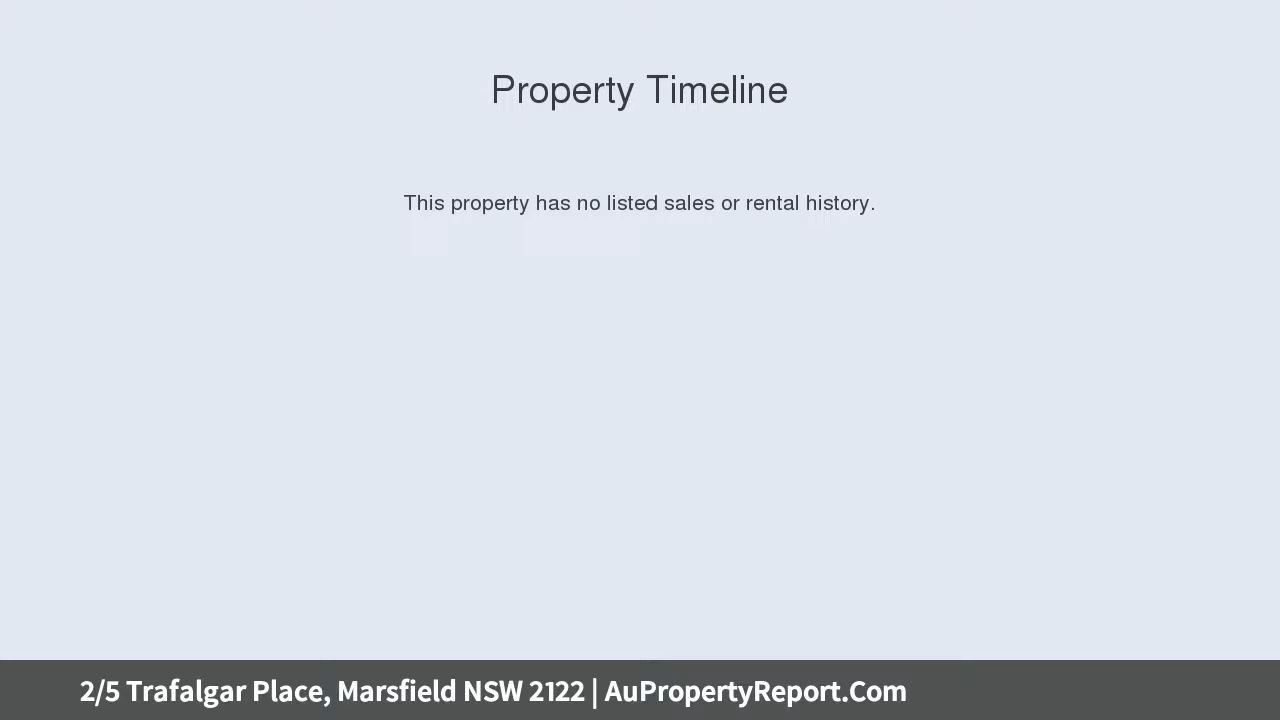 Property Timeline
This property has no listed sales or rental history.
2/5 Trafalgar Place, Marsfield NSW 2122 | AuPropertyReport.Com